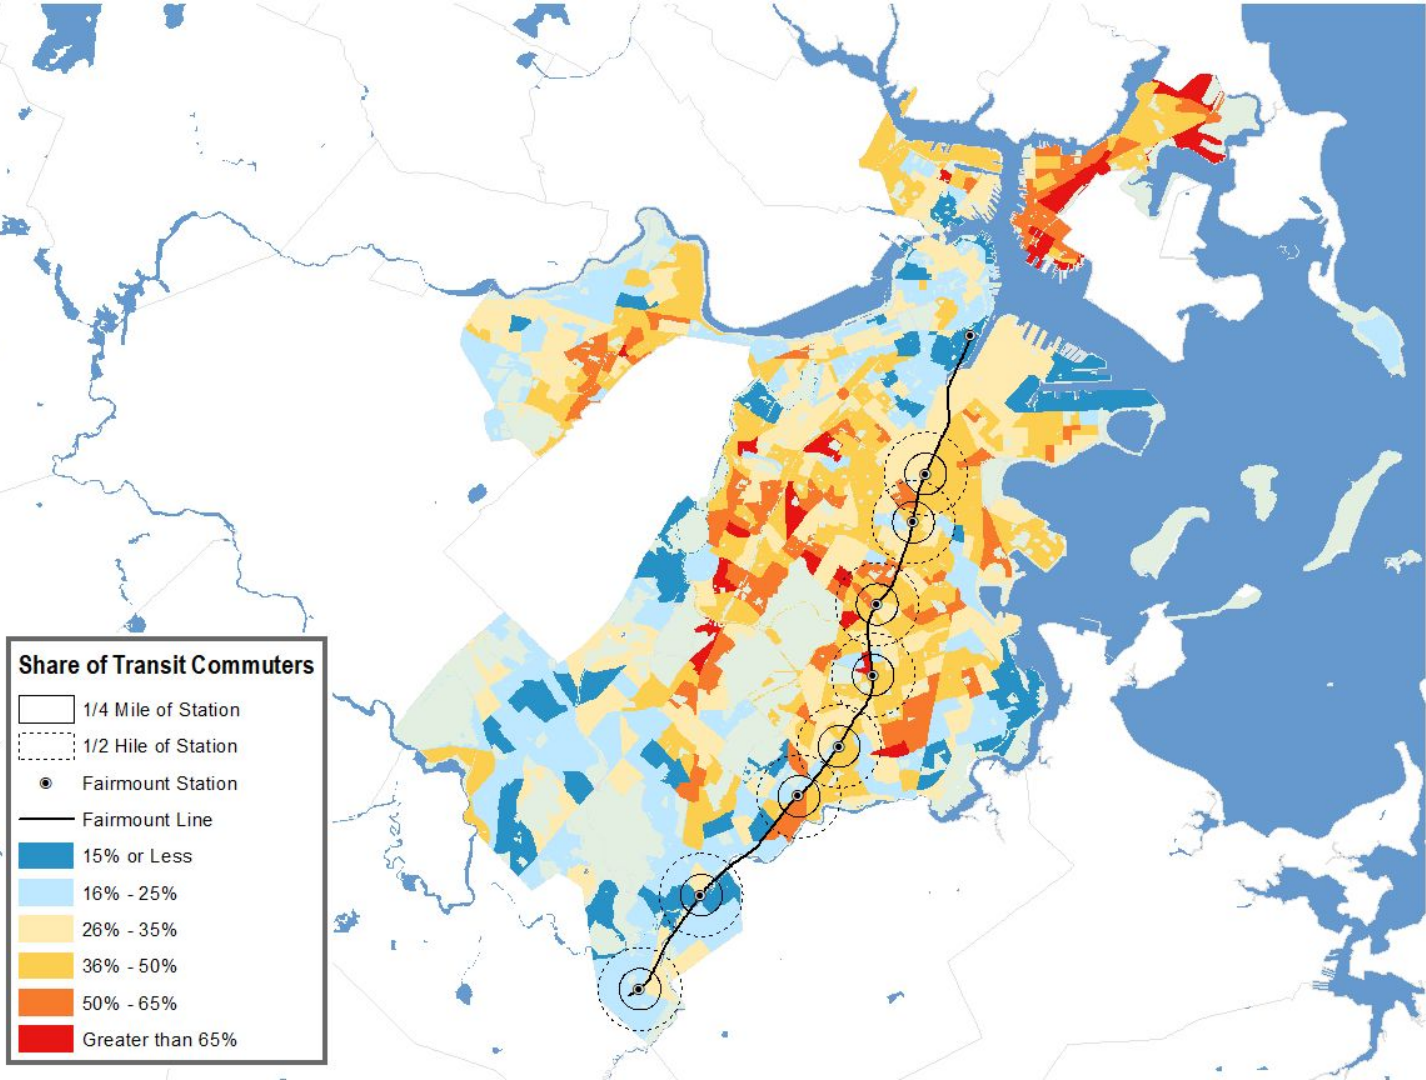 Share of Transit Commuters
1/4 Mile of Station
1/2 Hile of Station
Fairmount Station
Fairmount Line
15% or Less
16% - 25%
26% - 35%
36% - 50%
50% - 65%
Greater than 65%